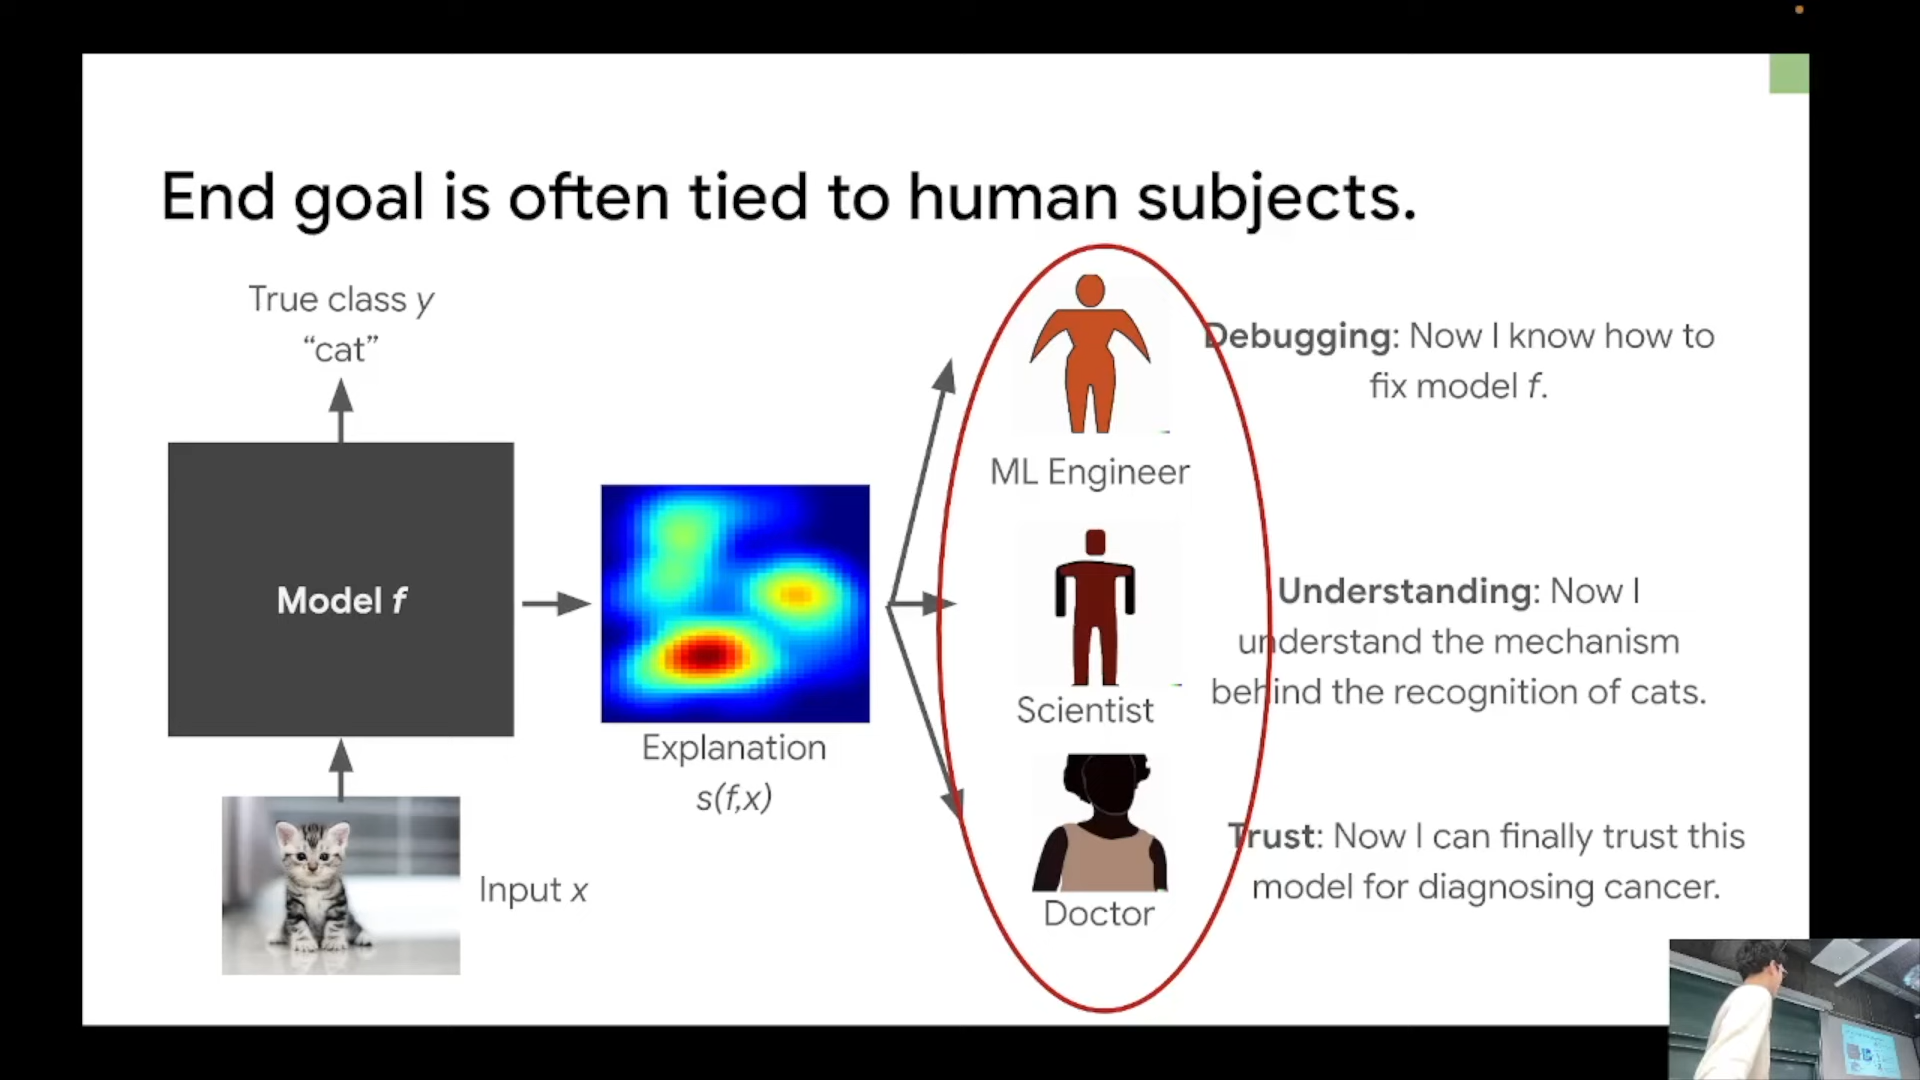 End goal is often tied to human subjects.
True class y
“cat”
Model f
Input x
Explanation
s(f,x)
ML Engineer
Scientist
Doctor
Debugging: Now I know how to
fix model f.
Understanding: Now I
understand the mechanism
behind the recognition of cats.
Trust: Now I can finally trust this
model for diagnosing cancer.